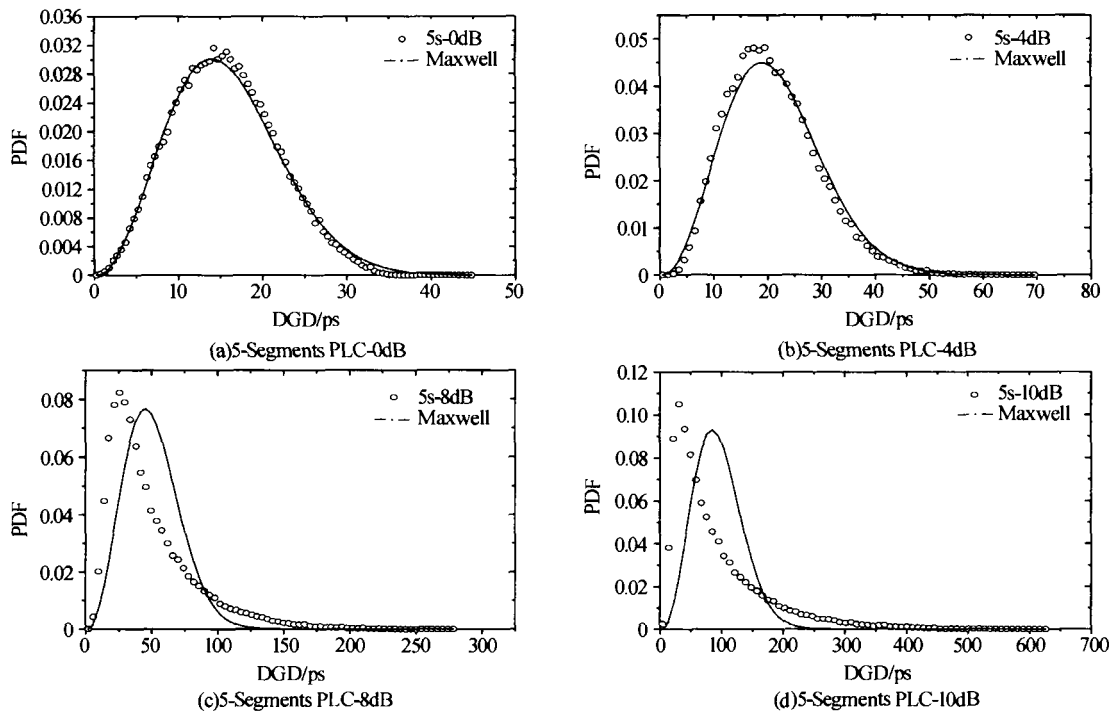 0.036
0.032
0.028
0.024
0.020
0.016
0.012
0.008
0.004
0
PDF
5s-0dB
Maxwell
0 10 20 30 40 50
DGD/ps
(a)5-Segments PLC-0dB
0.05
0.04
0.03
0.02
0.01
0
PDF
5s-4dB
Maxwell
0 10 20 30 40 50 60 70 80
DGD/ps
(b)5-Segments PLC-4dB
0.08
0.06
0.04
0.02
0
PDF
5s-8dB
Maxwell
0 50 100 150 200 250 300
DGD/ps
(c)5-Segments PLC-8dB
0.12
0.10
0.08
0.06
0.04
0.02
0
PDF
5s-10dB
Maxwell
0 100 200 300 400 500 600 700
DGD/ps
(d)5-Segments PLC-10dB